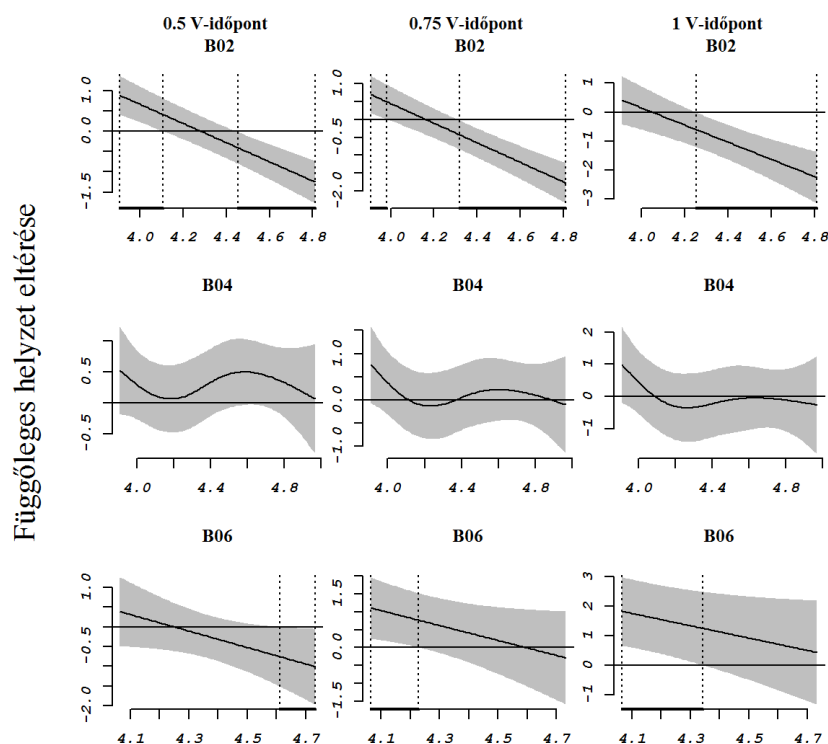 0.5 V-időpont
B02
0.75 V-időpont
B02
1 V-időpont
B02
Függőleges helyzet eltérése
1.0
0.0
-1.5
4.0 4.2 4.4 4.6 4.8
1.0
-0.5
-2.0
4.0 4.2 4.4 4.6 4.8
1
0
-1
-2
-3
4.0 4.2 4.4 4.6 4.8
B04
B04
B04
0.5
-0.5
4.0 4.4 4.8
1.0
0.0
-1.0
4.0 4.4 4.8
2
1
0
-1
4.0 4.4 4.8
B06
B06
B06
1.0
-0.5
-2.0
4.1 4.3 4.5 4.7
1.5
0.0
-1.5
4.1 4.3 4.5 4.7
3
2
1
0
-1
4.1 4.3 4.5 4.7